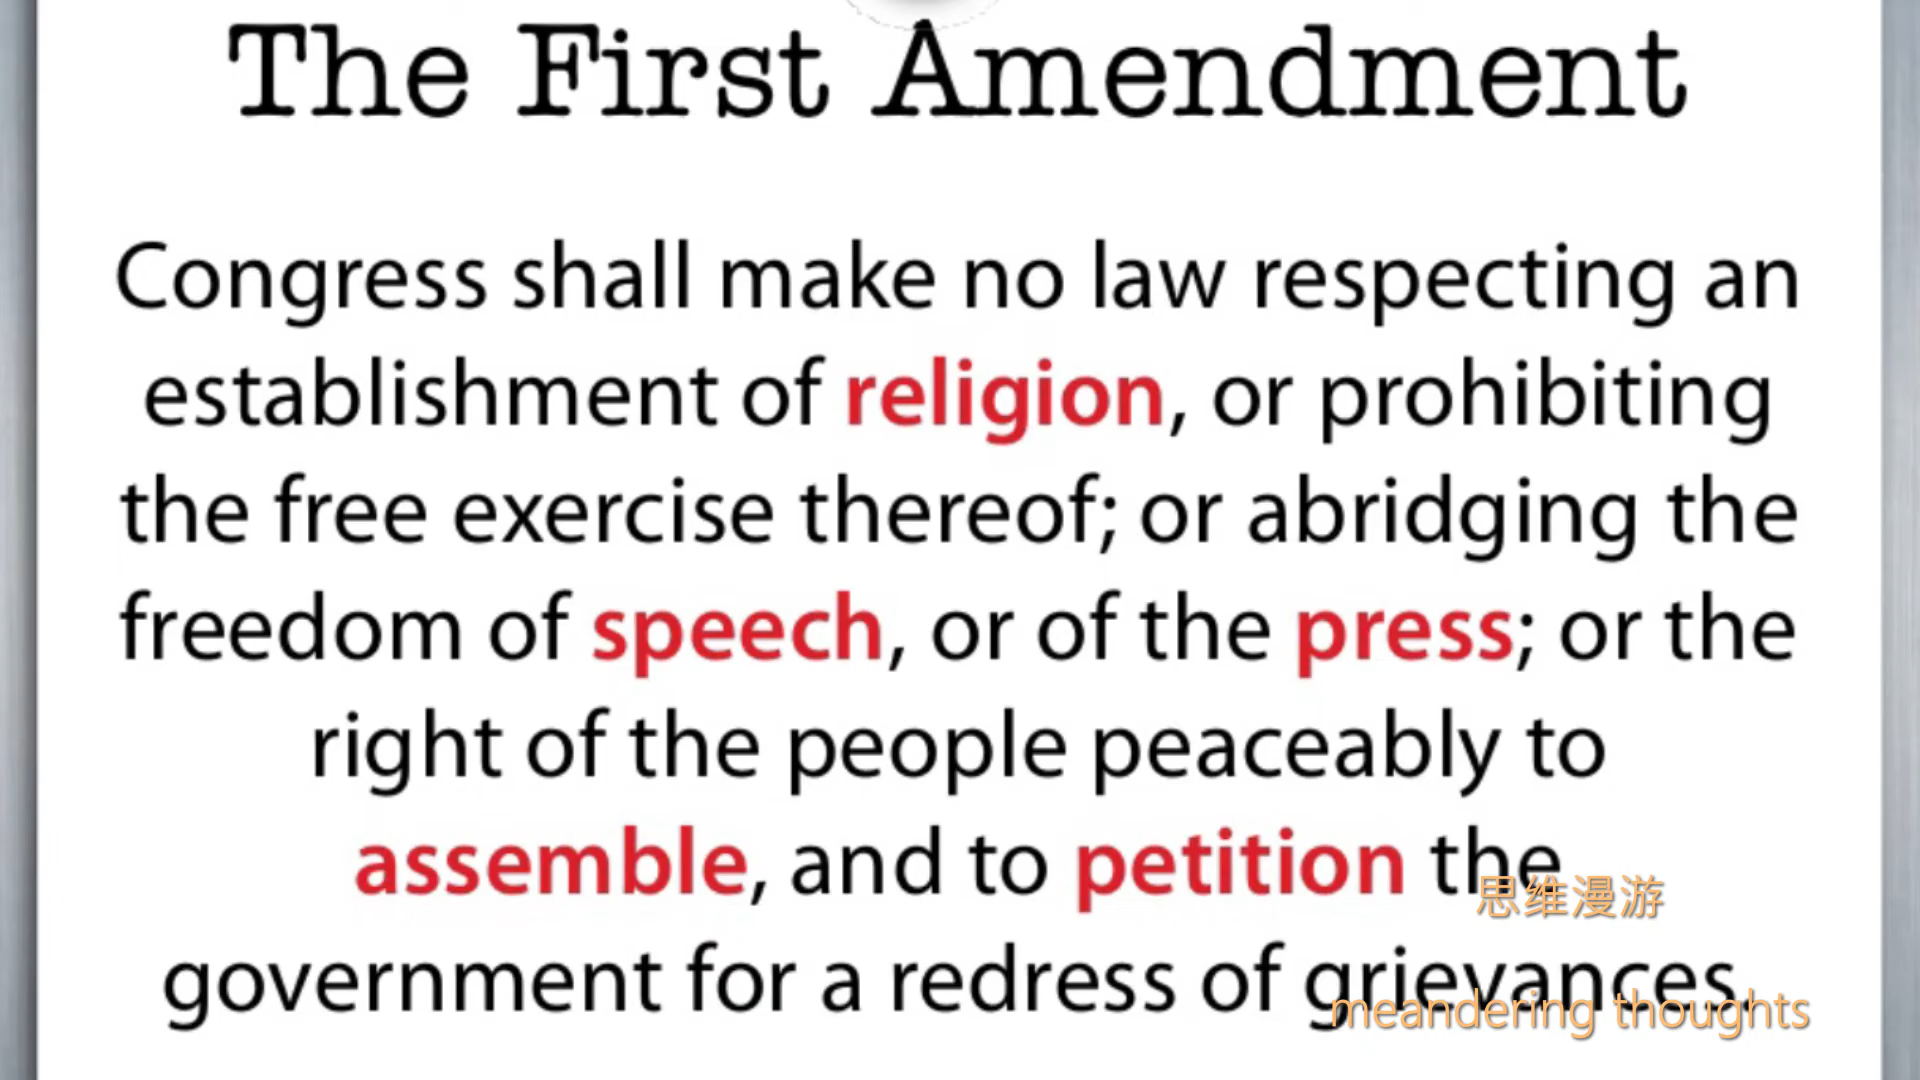 The First Amendment
Congress shall make no law respecting an
establishment of religion, or prohibiting
the free exercise thereof; or abridging the
freedom of speech, or of the press; or the
right of the people peaceably to
assemble, and to petition the
government for a redress of grievances.
思维漫游
meandering thoughts